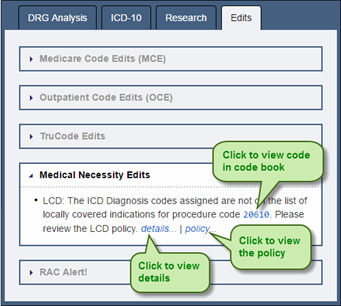 DRG Analysis ICD-10 Research Edits
Medicare Code Edits (MCE)
Outpatient Code Edits (OCE)
TruCode Edits
Click to view code
in code book
Medical Necessity Edits
• LCD: The ICD Diagnosis codes assigned are not on the list of
locally covered indications for procedure code 20610. Please
review the LCD policy. details... | policy...
Click to view
the policy
Click to view
details
RAC Alert!